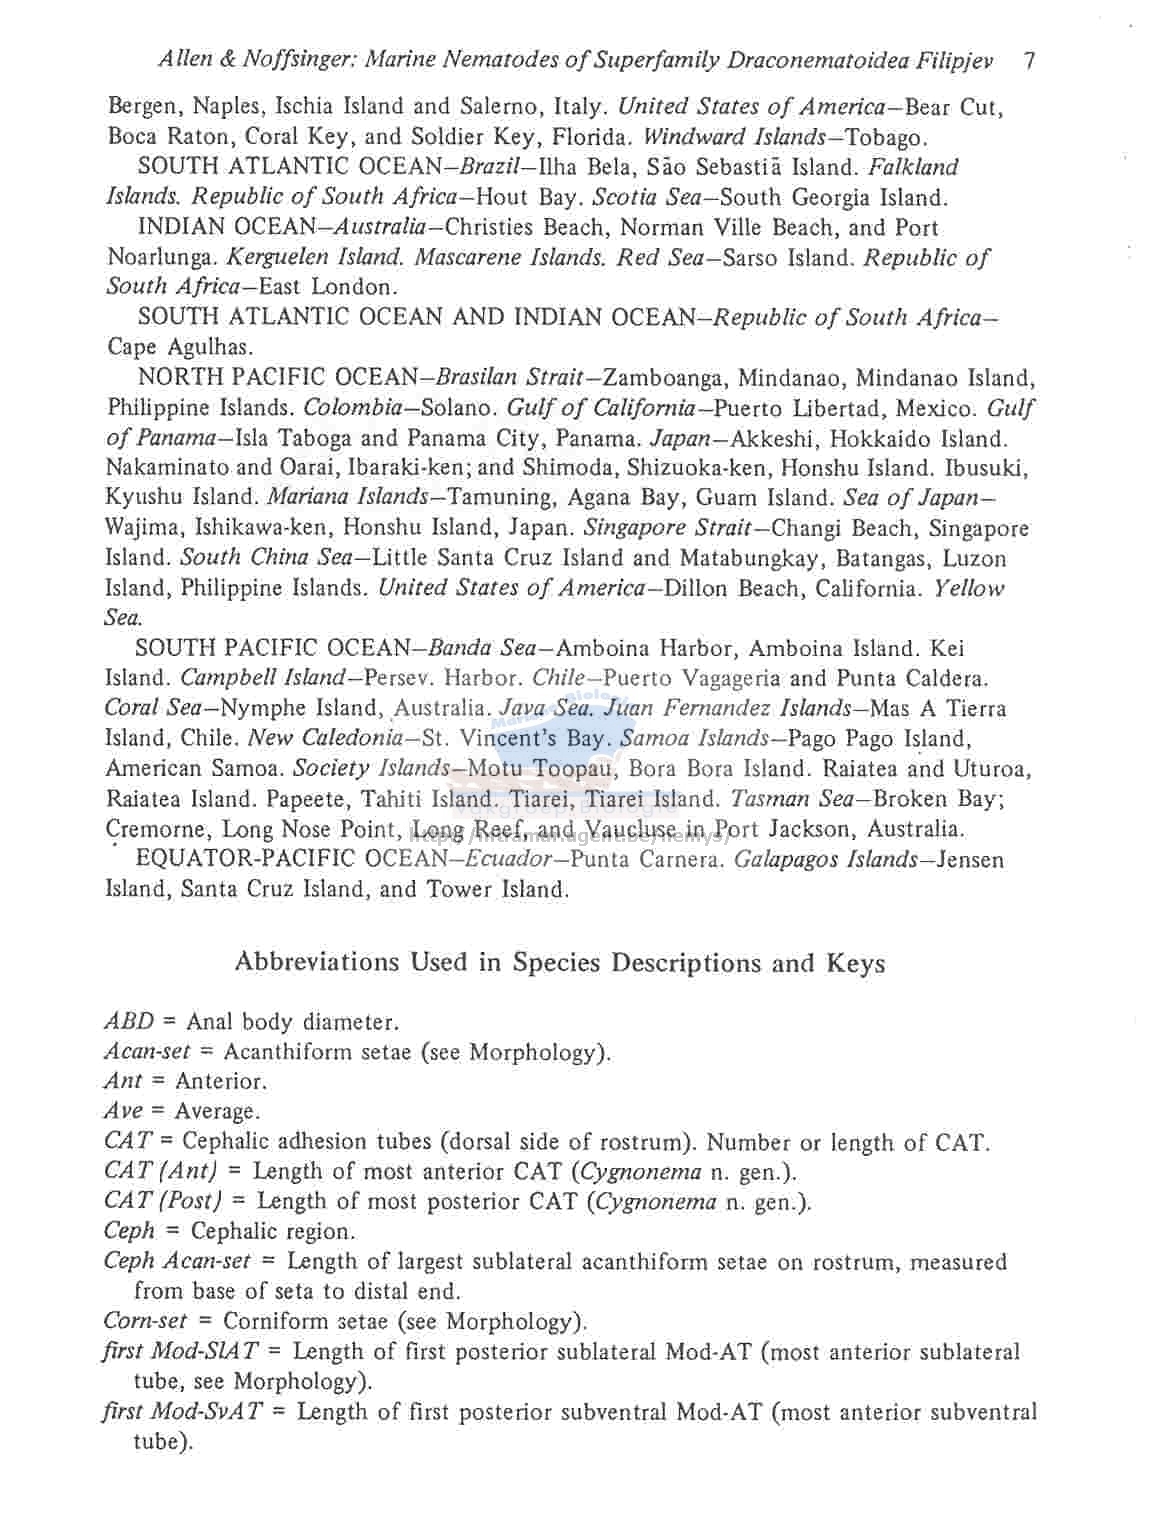 Allen & Noffsinger: Marine Nematodes of Superfamily Draconematoidea Filipjev 7
Bergen, Naples, Ischia Island and Salerno, Italy. United States of America—Bear Cut,
Boca Raton, Coral Key, and Soldier Key, Florida. Windward Islands—Tobago.
SOUTH ATLANTIC OCEAN—Brazil—Ilha Bela, São Sebastiã Island. Falkland
Islands. Republic of South Africa—Hout Bay. Scotia Sea—South Georgia Island.
INDIAN OCEAN—Australia—Christies Beach, Norman Ville Beach, and Port
Noarlunga. Kerguelen Island. Mascarene Islands. Red Sea—Sarso Island. Republic of
South Africa—East London.
SOUTH ATLANTIC OCEAN AND INDIAN OCEAN—Republic of South Africa—
Cape Agulhas.
NORTH PACIFIC OCEAN—Brasilan Strait—Zamboanga, Mindanao, Mindanao Island,
Philippine Islands. Colombia—Solano. Gulf of California—Puerto Libertad, Mexico. Gulf
of Panama—Isla Taboga and Panama City, Panama. Japan—Akkeshi, Hokkaido Island.
Nakaminato and Oarai, Ibaraki-ken; and Shimoda, Shizuoka-ken, Honshu Island. Ibusuki,
Kyushu Island. Mariana Islands—Tamuning, Agana Bay, Guam Island. Sea of Japan—
Wajima, Ishikawa-ken, Honshu Island, Japan. Singapore Strait—Changi Beach, Singapore
Island. South China Sea—Little Santa Cruz Island and Matabungkay, Batangas, Luzon
Island, Philippine Islands. United States of America—Dillon Beach, California. Yellow
Sea.
SOUTH PACIFIC OCEAN—Banda Sea—Amboina Harbor, Amboina Island. Kei
Island. Campbell Island—Persev. Harbor. Chile—Puerto Vagageria and Punta Caldera.
Coral Sea—Nymphe Island, Australia. Java Sea. Juan Fernandez Islands—Mas A Tierra
Island, Chile. New Caledonia—St. Vincent's Bay. Samoa Islands—Pago Pago Island,
American Samoa. Society Islands—Motu Toopau, Bora Bora Island. Raiatea and Uturoa,
Raiatea Island. Papeete, Tahiti Island. Tiarei, Tiarei Island. Tasman Sea—Broken Bay;
Cremorne, Long Nose Point, Long Reef, and Vaucluse in Port Jackson, Australia.
EQUATOR-PACIFIC OCEAN—Ecuador—Punta Carnera. Galapagos Islands—Jensen
Island, Santa Cruz Island, and Tower Island.
Abbreviations Used in Species Descriptions and Keys
ABD = Anal body diameter.
Acan-set = Acanthiform setae (see Morphology).
Ant = Anterior.
Ave = Average.
CAT = Cephalic adhesion tubes (dorsal side of rostrum). Number or length of CAT.
CAT (Ant) = Length of most anterior CAT (Cygnonema n. gen.).
CAT (Post) = Length of most posterior CAT (Cygnonema n. gen.).
Ceph = Cephalic region.
Ceph Acan-set = Length of largest sublateral acanthiform setae on rostrum, measured
from base of seta to distal end.
Corn-set = Corniform setae (see Morphology).
first Mod-SlAT = Length of first posterior sublateral Mod-AT (most anterior sublateral
tube, see Morphology).
first Mod-SvAT = Length of first posterior subventral Mod-AT (most anterior subventral
tube).